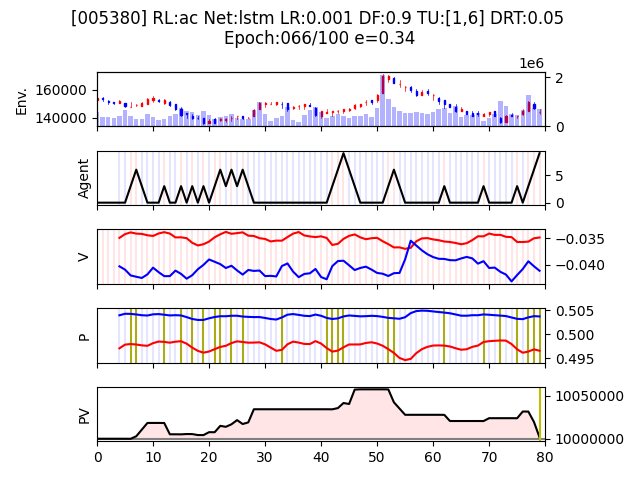 [005380] RL:ac Net:lstm LR:0.001 DF:0.9 TU:[1,6] DRT:0.05
Epoch:066/100 e=0.34
1e6
Env.
160000
140000
2
0
Agent
5
0
V
−0.035
−0.040
P
0.505
0.500
0.495
PV
10050000
10000000
0 10 20 30 40 50 60 70 80